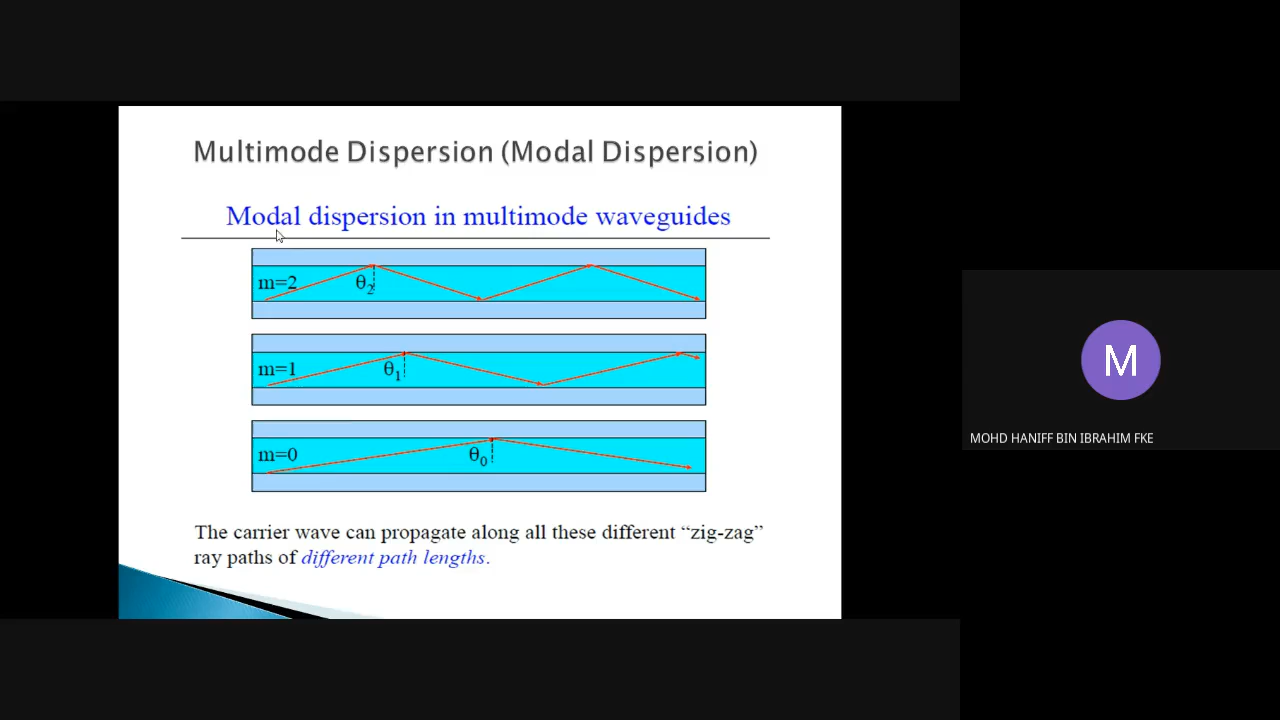 Multimode Dispersion (Modal Dispersion)
Modal dispersion in multimode waveguides
m=2
θ2
m=1
θ1
m=0
θ0
The carrier wave can propagate along all these different “zig-zag”
ray paths of different path lengths.
M
MOHD HANIFF BIN IBRAHIM FKE